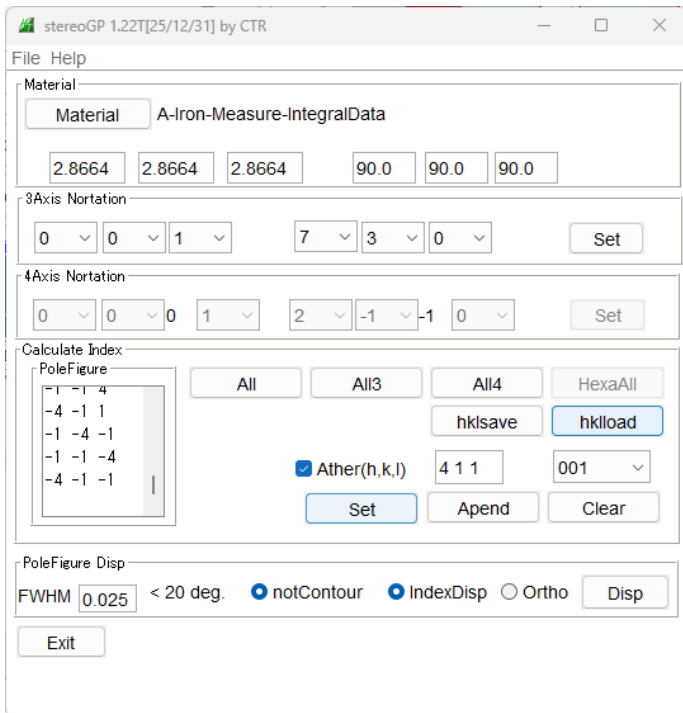 stereoGP 1.22T[25/12/31] by CTR
File Help
Material
Material A-Iron-Measure-IntegralData
2.8664 2.8664 2.8664 90.0 90.0 90.0
3Axis Nortation
0 0 1 7 3 0 Set
4Axis Nortation
0 0 0 1 2 -1 -1 0 Set
Calculate Index
PoleFigure
All All3 All4 HexaAll
-1 -1 4
-4 -1 1
-1 -4 -1
-1 -1 -4
-4 -1 -1
hklsave hklload
Ather(h,k,l) 4 1 1 001
Set Apend Clear
PoleFigure Disp
FWHM 0.025 < 20 deg. notContour IndexDisp Ortho Disp
Exit